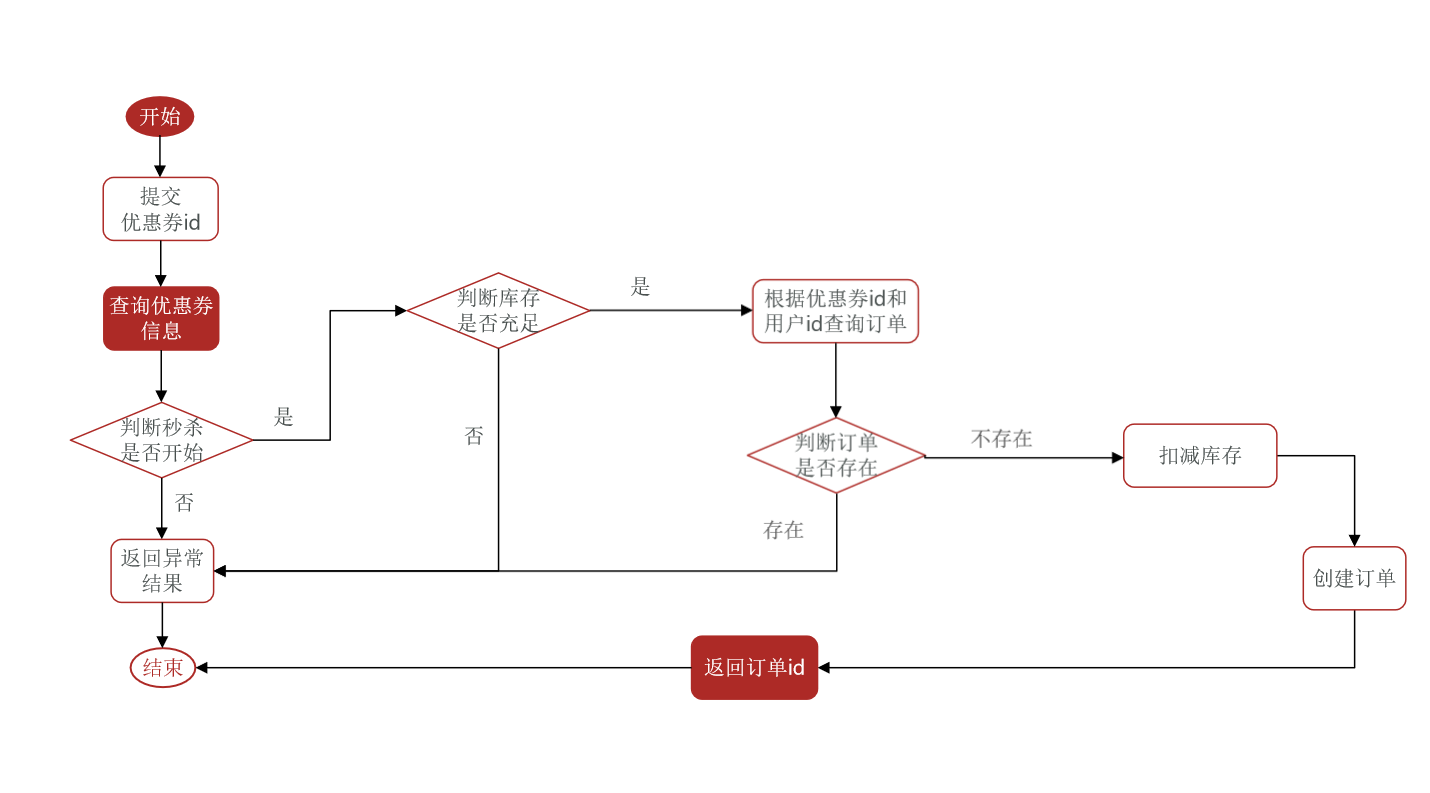 开始
提交
优惠券id
查询优惠券
信息
判断秒杀
是否开始
是
否
返回异常
结果
结束
判断库存
是否充足
是
否
根据优惠券id和
用户id查询订单
判断订单
是否存在
不存在
存在
扣减库存
创建订单
返回订单id